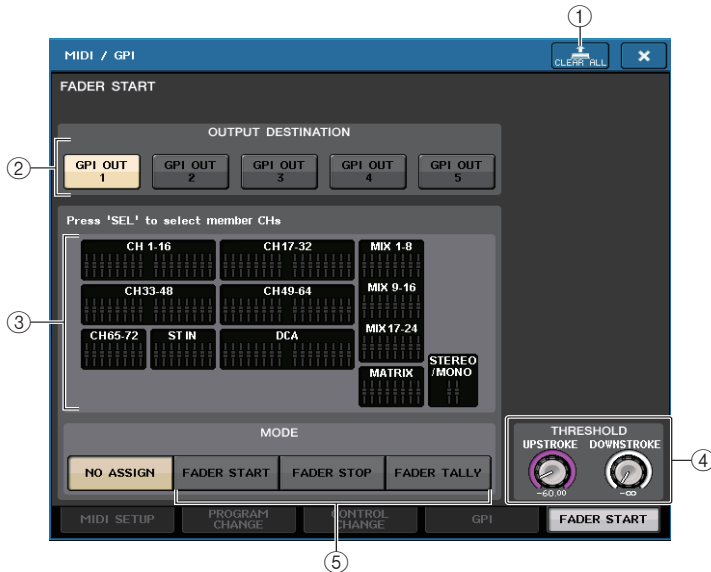 ①
MIDI / GPI
CLEAR ALL
×
FADER START
OUTPUT DESTINATION
②
GPI OUT 1
GPI OUT 2
GPI OUT 3
GPI OUT 4
GPI OUT 5
Press 'SEL' to select member CHs
③
CH 1-16
CH17-32
MIX 1-8
CH33-48
CH49-64
MIX 9-16
CH65-72
ST IN
DCA
MIX17-24
MATRIX
STEREO
/MONO
MODE
NO ASSIGN
FADER START
FADER STOP
FADER TALLY
THRESHOLD
UPSTROKE
DOWNSTROKE
-60.00
-∞
④
MIDI SETUP
PROGRAM
CHANGE
CONTROL
CHANGE
GPI
FADER START
⑤